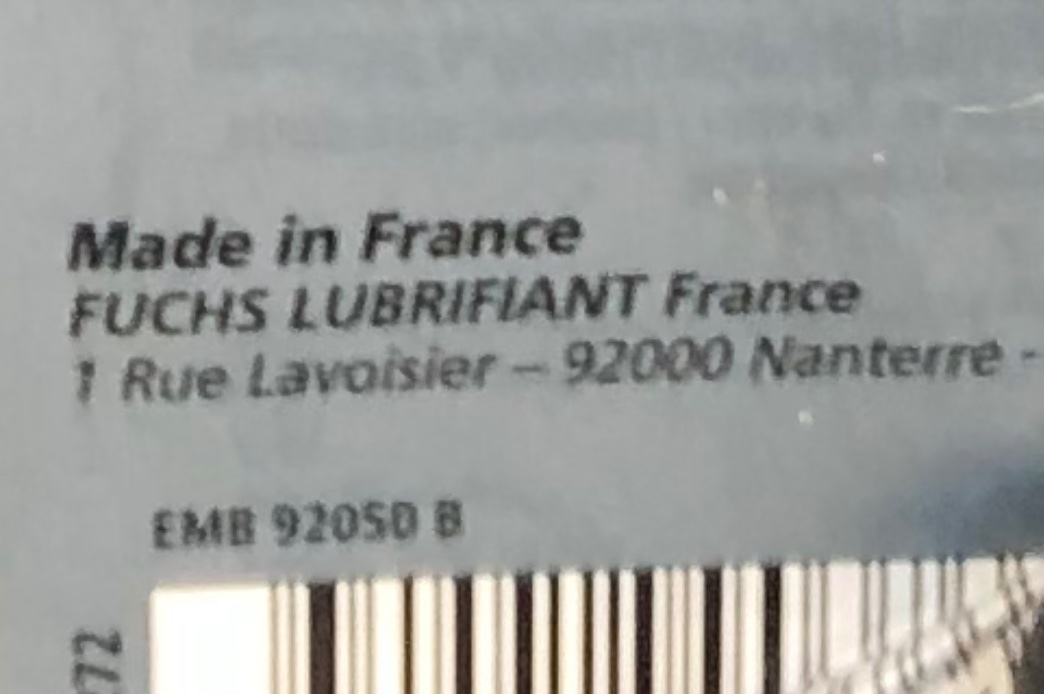 Made in France
FUCHS LUBRIFIANT France
1 Rue Lavoisier – 92000 Nanterre -
EMB 92050 B